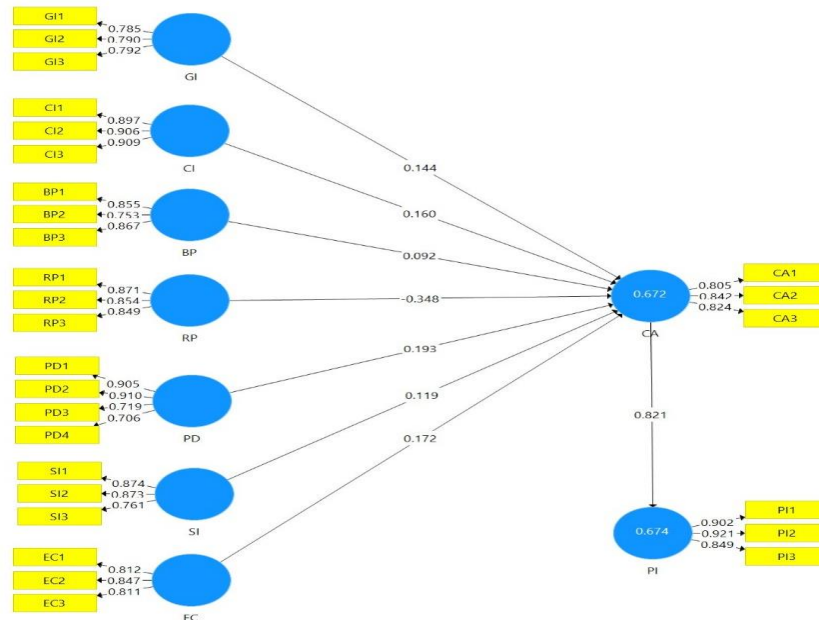 GI1
0.785
GI2
0.790
GI3
0.792
GI
CI1
0.897
CI2
0.906
CI3
0.909
CI
BP1
0.855
BP2
0.753
BP3
0.867
BP
RP1
0.871
RP2
0.854
RP3
0.849
RP
PD1
0.905
PD2
0.910
PD3
0.719
PD4
0.706
PD
SI1
0.874
SI2
0.873
SI3
0.761
SI
EC1
0.812
EC2
0.847
EC3
0.811
EC
0.144
0.160
0.092
-0.348
0.193
0.119
0.172
0.672
CA
0.805
CA1
0.842
CA2
0.824
CA3
0.821
0.674
PI
0.902
PI1
0.921
PI2
0.849
PI3